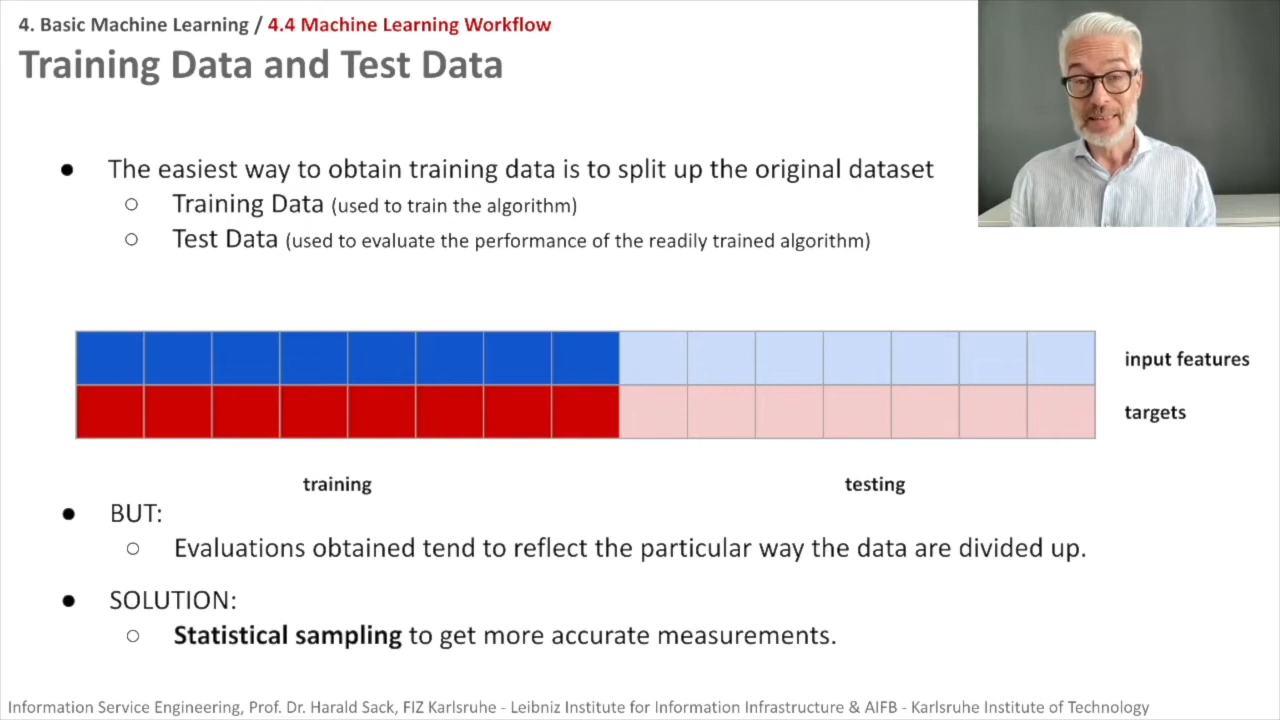 4. Basic Machine Learning / 4.4 Machine Learning Workflow
Training Data and Test Data
● The easiest way to obtain training data is to split up the original dataset
○ Training Data (used to train the algorithm)
○ Test Data (used to evaluate the performance of the readily trained algorithm)
input features
targets
training testing
● BUT:
○ Evaluations obtained tend to reflect the particular way the data are divided up.
● SOLUTION:
○ Statistical sampling to get more accurate measurements.
Information Service Engineering, Prof. Dr. Harald Sack, FIZ Karlsruhe - Leibniz Institute for Information Infrastructure & AIFB - Karlsruhe Institute of Technology